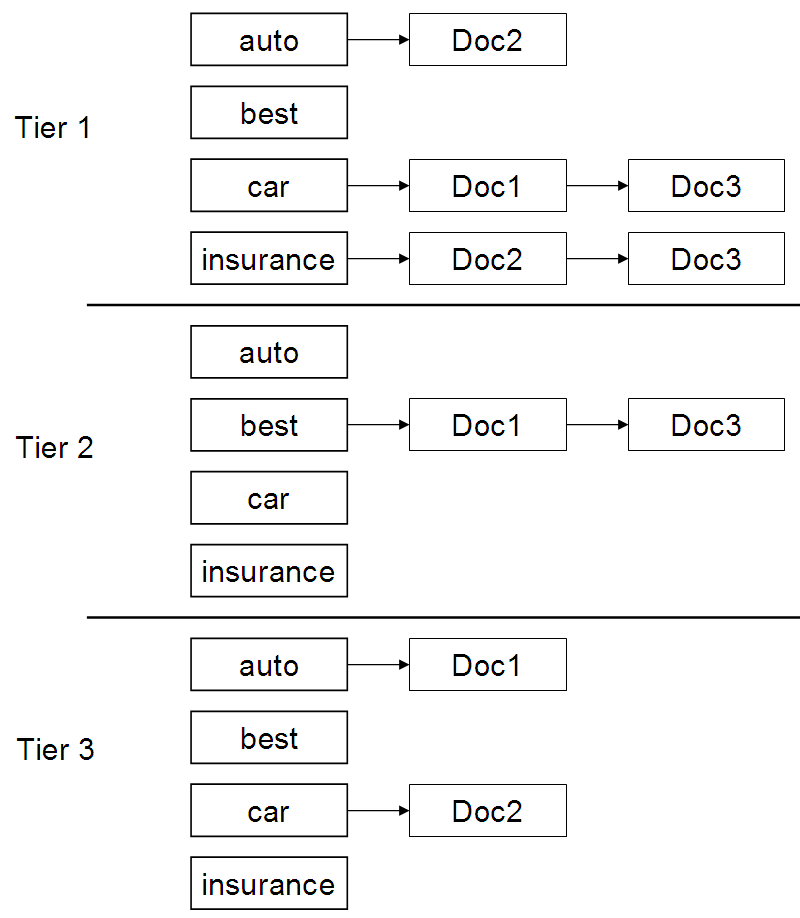 auto Doc2
best
Tier 1
car Doc1 Doc3
insurance Doc2 Doc3
auto
best Doc1 Doc3
Tier 2
car
insurance
auto Doc1
best
Tier 3
car Doc2
insurance